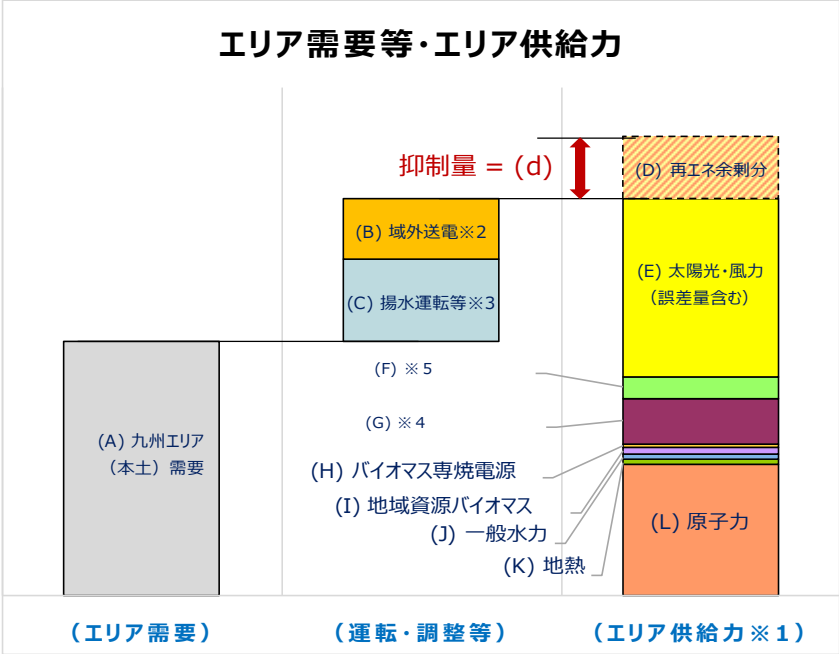 エリア需要等・エリア供給力
抑制量 = (d)
(D) 再エネ余剰分
(B) 域外送電※2
(E) 太陽光・風力
（誤差量含む）
(C) 揚水運転等※3
(F) ※５
(G) ※４
(A) 九州エリア
（本土）需要
(H) バイオマス専焼電源
(I) 地域資源バイオマス
(J) 一般水力
(L) 原子力
(K) 地熱
（エリア需要）
（運転・調整等）
（エリア供給力※１）